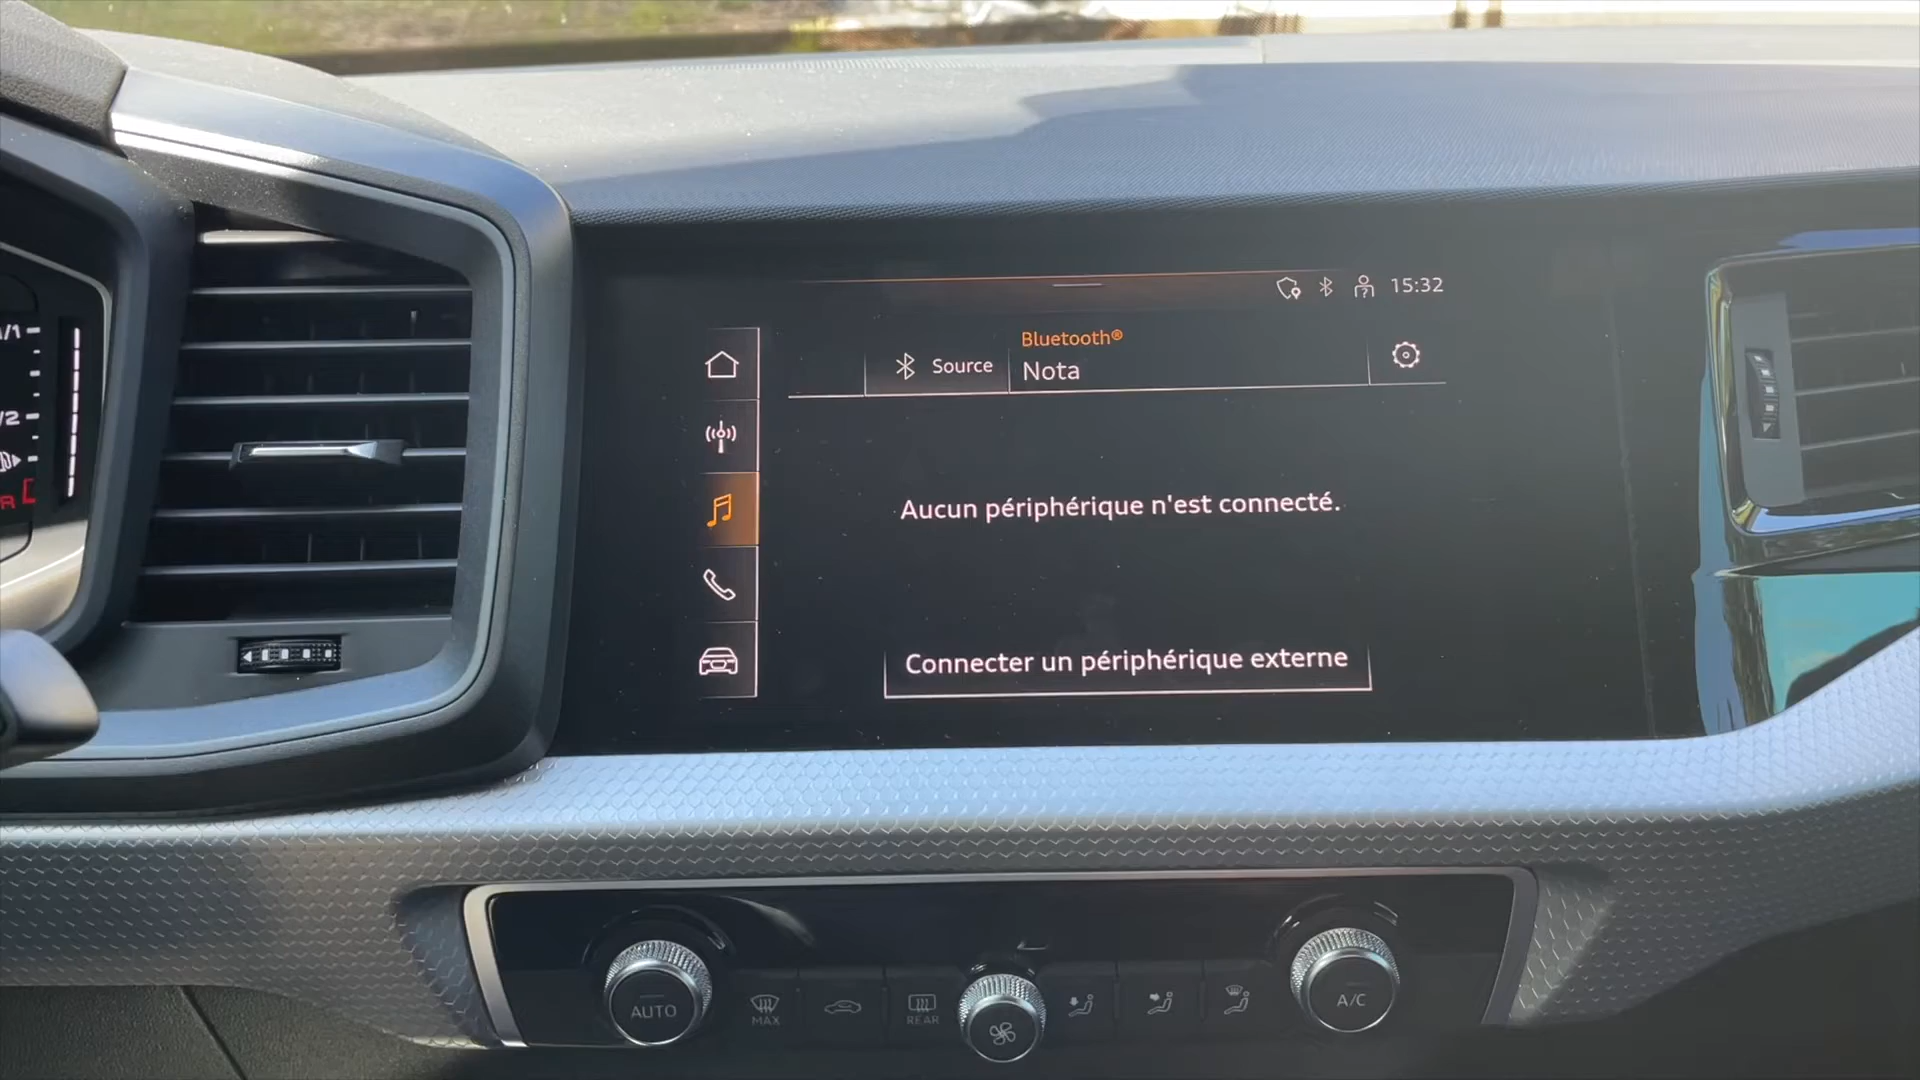 15:32
Bluetooth®
Source
Nota
Aucun périphérique n'est connecté.
Connecter un périphérique externe
AUTO
MAX
REAR
A/C